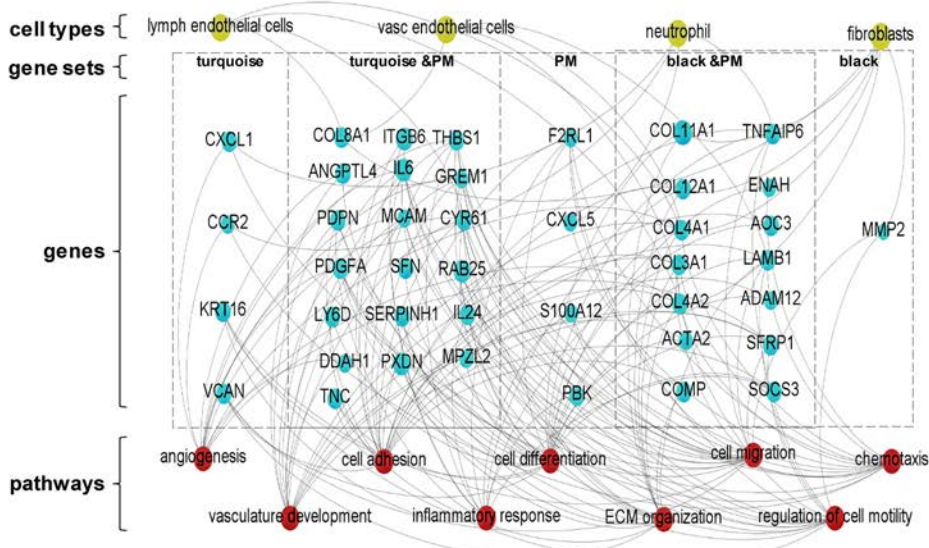 cell types
lymph endothelial cells
vasc endothelial cells
neutrophil
fibroblasts
gene sets
turquoise
turquoise &PM
PM
black &PM
black
genes
CXCL1
COL8A1
ITGB6
THBS1
F2RL1
COL11A1
TNFAIP6
ANGPTL4
IL6
GREM1
COL12A1
ENAH
CCR2
PDPN
MCAM
CYR61
CXCL5
COL4A1
AOC3
MMP2
PDGFA
SFN
RAB25
COL3A1
LAMB1
KRT16
LY6D
SERPINH1
IL24
S100A12
COL4A2
ADAM12
DDAH1
PXDN
MPZL2
ACTA2
SFRP1
VCAN
TNC
PBK
COMP
SOCS3
pathways
angiogenesis
cell adhesion
cell differentiation
cell migration
chemotaxis
vasculature development
inflammatory response
ECM organization
regulation of cell motility